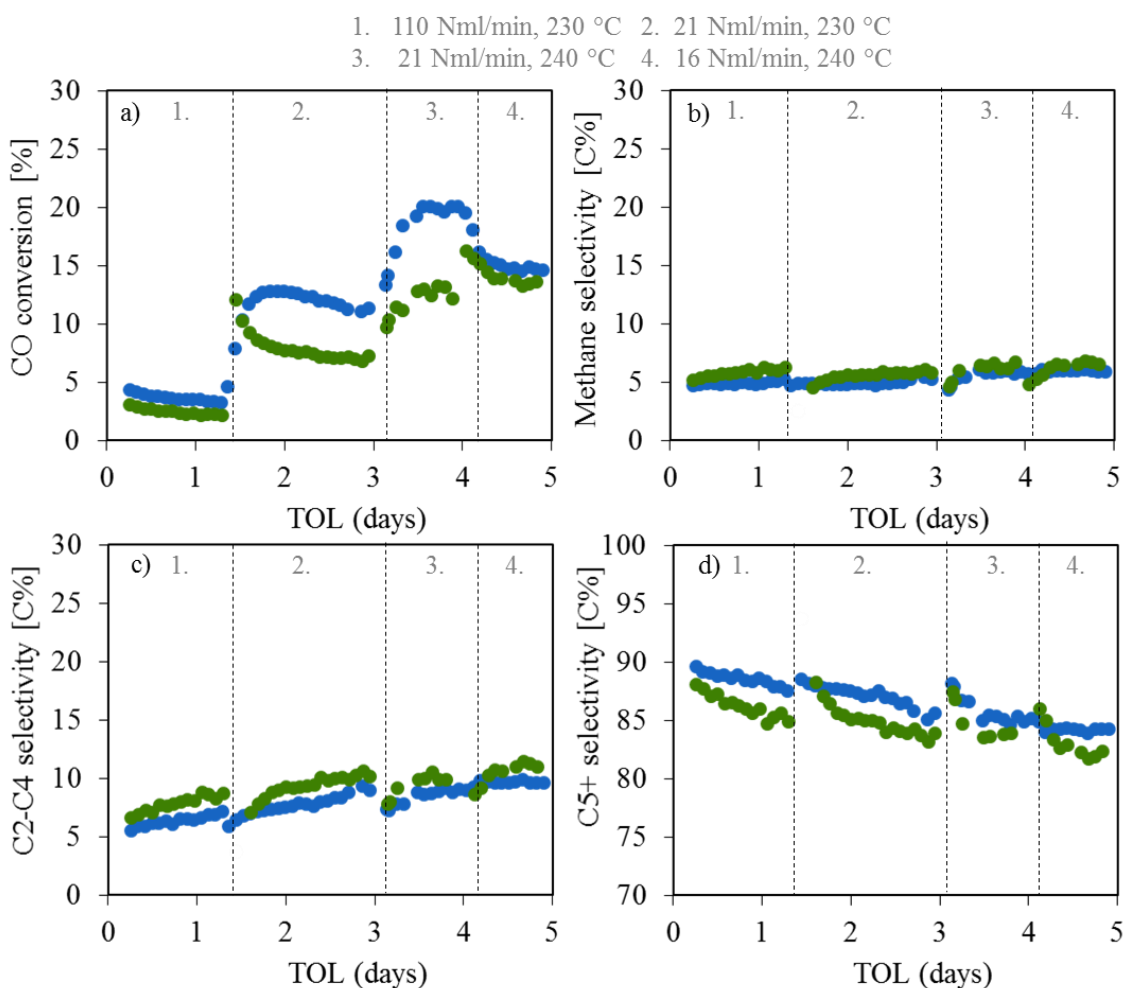 1. 110 Nml/min, 230 °C 2. 21 Nml/min, 230 °C
3. 21 Nml/min, 240 °C 4. 16 Nml/min, 240 °C
a) 1. 2. 3. 4.
CO conversion [%]
30
25
20
15
10
5
0
0 1 2 3 4 5
TOL (days)
b) 1. 2. 3. 4.
Methane selectivity [C%]
30
25
20
15
10
5
0
0 1 2 3 4 5
TOL (days)
c) 1. 2. 3. 4.
C2-C4 selectivity [C%]
30
25
20
15
10
5
0
0 1 2 3 4 5
TOL (days)
d) 1. 2. 3. 4.
C5+ selectivity [C%]
100
95
90
85
80
75
70
0 1 2 3 4 5
TOL (days)